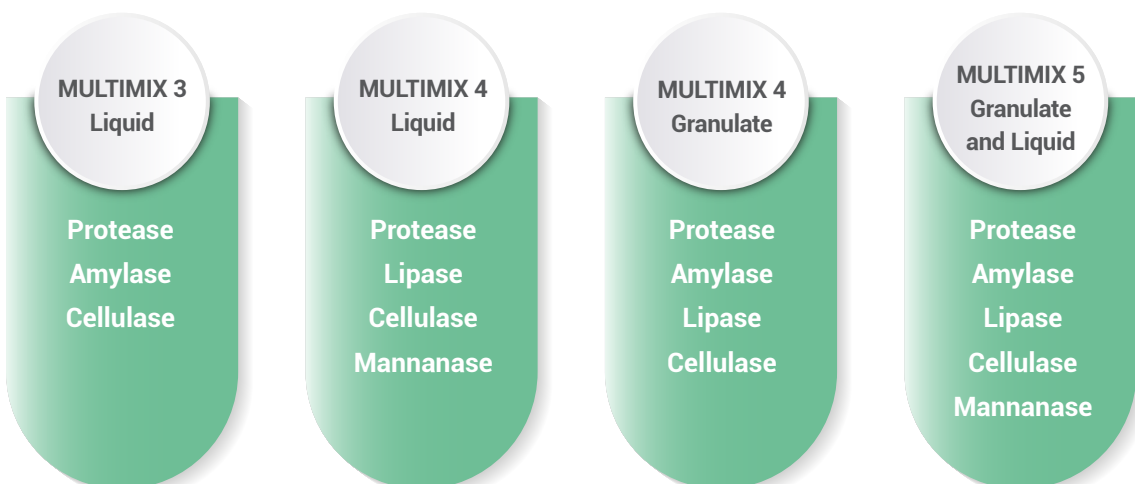 MULTIMIX 3
Liquid
Protease
Amylase
Cellulase
MULTIMIX 4
Liquid
Protease
Lipase
Cellulase
Mannanase
MULTIMIX 4
Granulate
Protease
Amylase
Lipase
Cellulase
MULTIMIX 5
Granulate
and Liquid
Protease
Amylase
Lipase
Cellulase
Mannanase